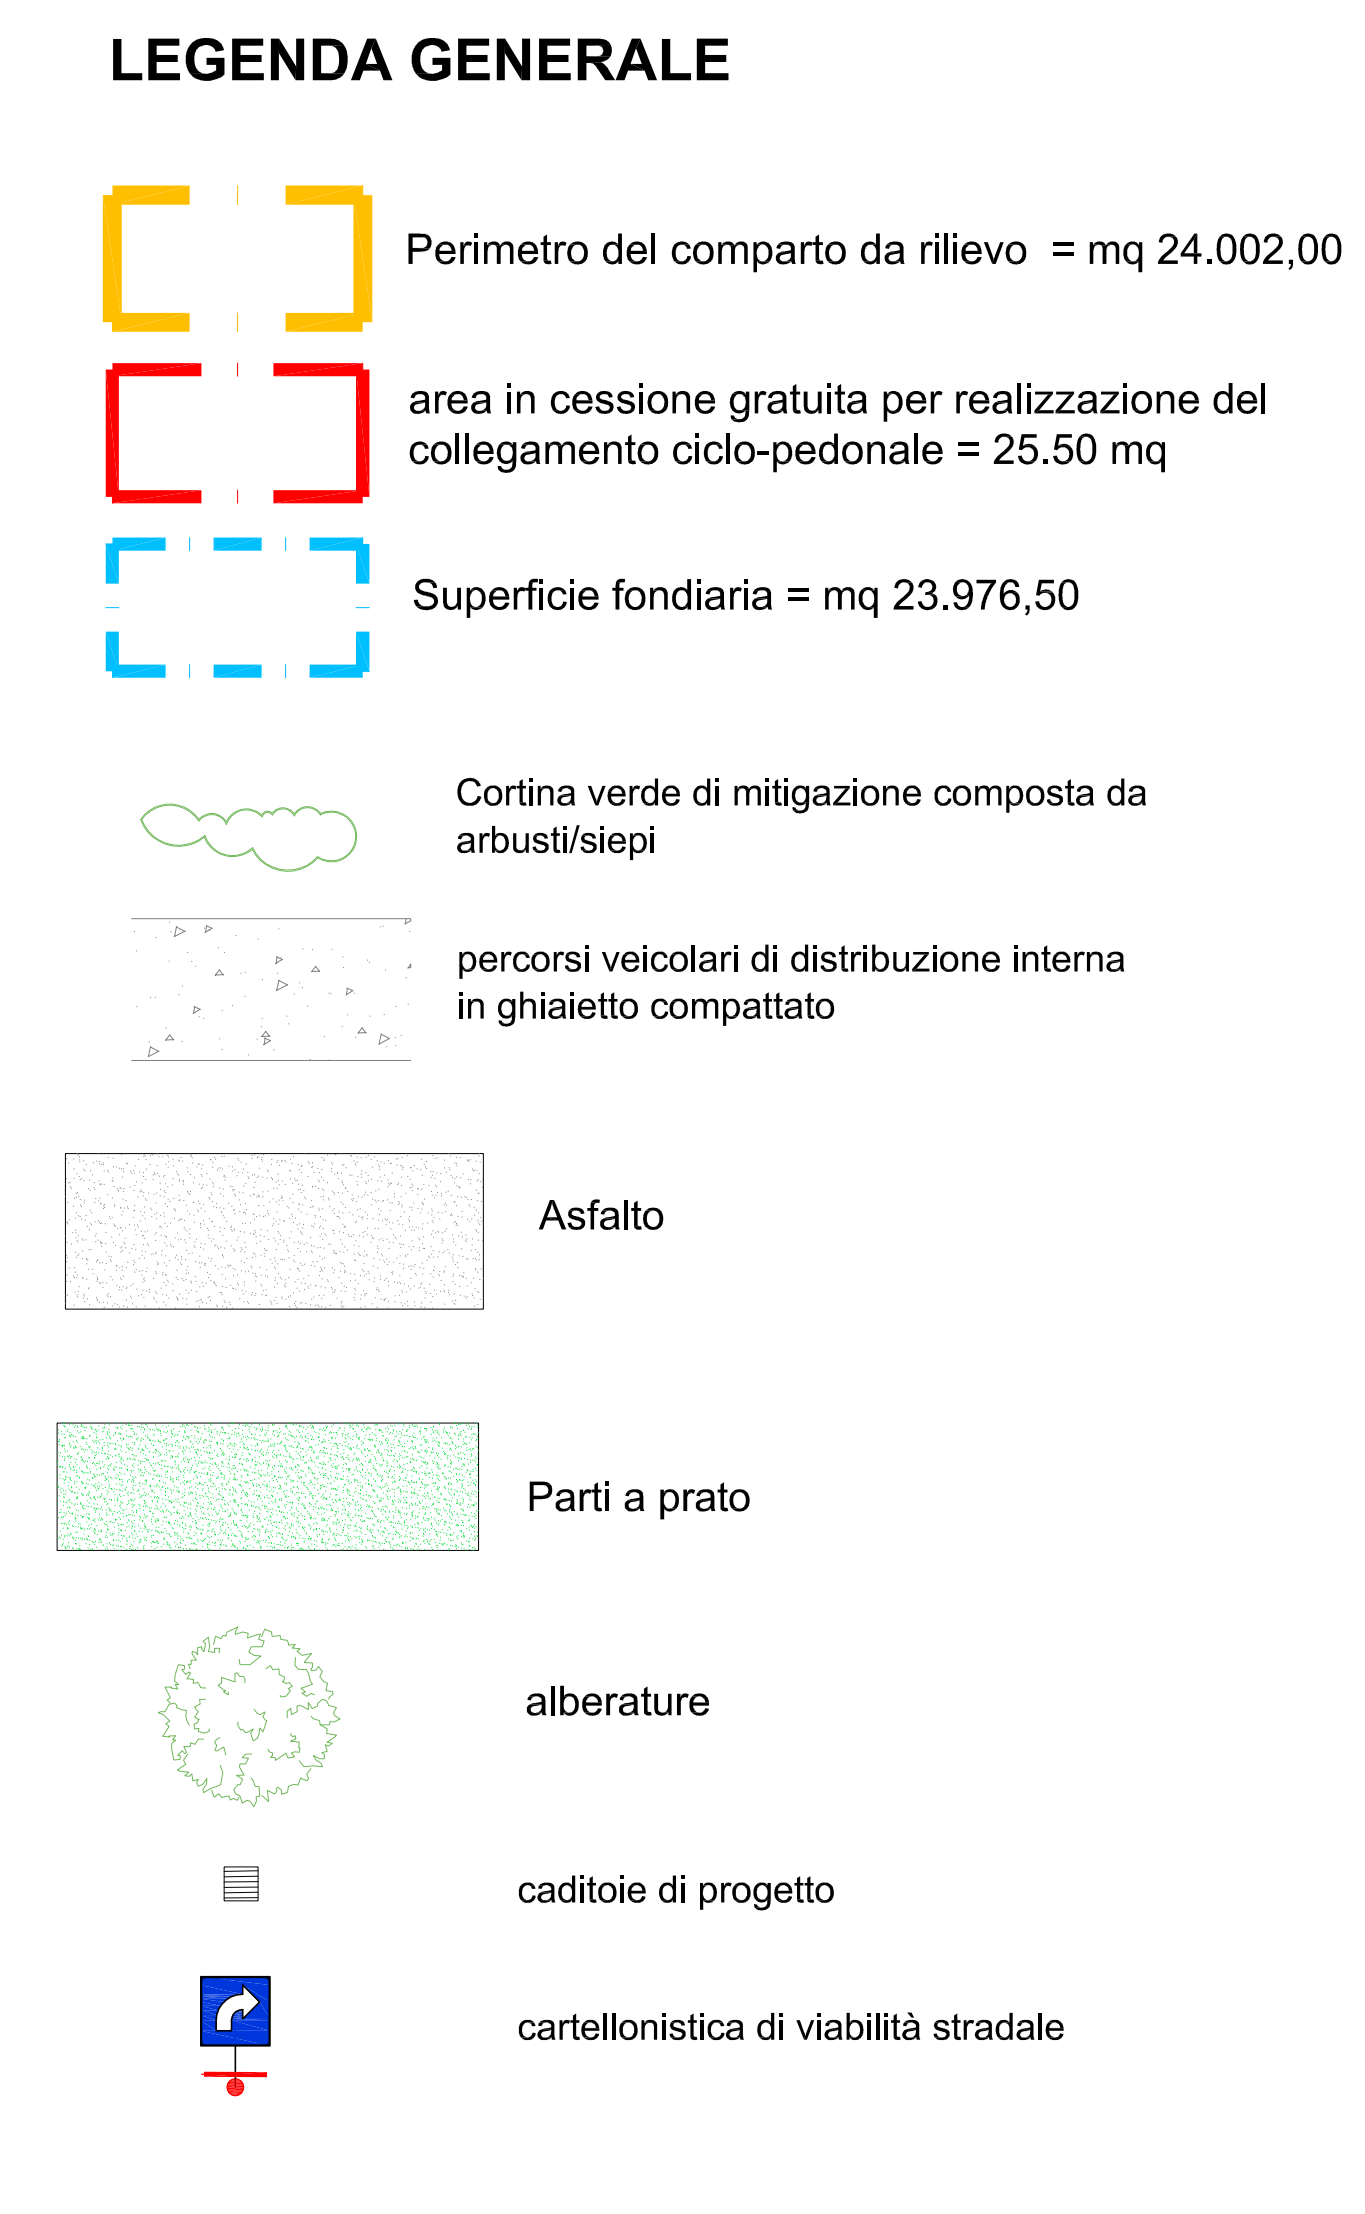 LEGENDA GENERALE
Perimetro del comparto da rilievo = mq 24.002,00
area in cessione gratuita per realizzazione del
collegamento ciclo-pedonale = 25.50 mq
Superficie fondiaria = mq 23.976,50
Cortina verde di mitigazione composta da
arbusti/siepi
percorsi veicolari di distribuzione interna
in ghiaietto compattato
Asfalto
Parti a prato
alberature
caditoie di progetto
cartellonistica di viabilità stradale